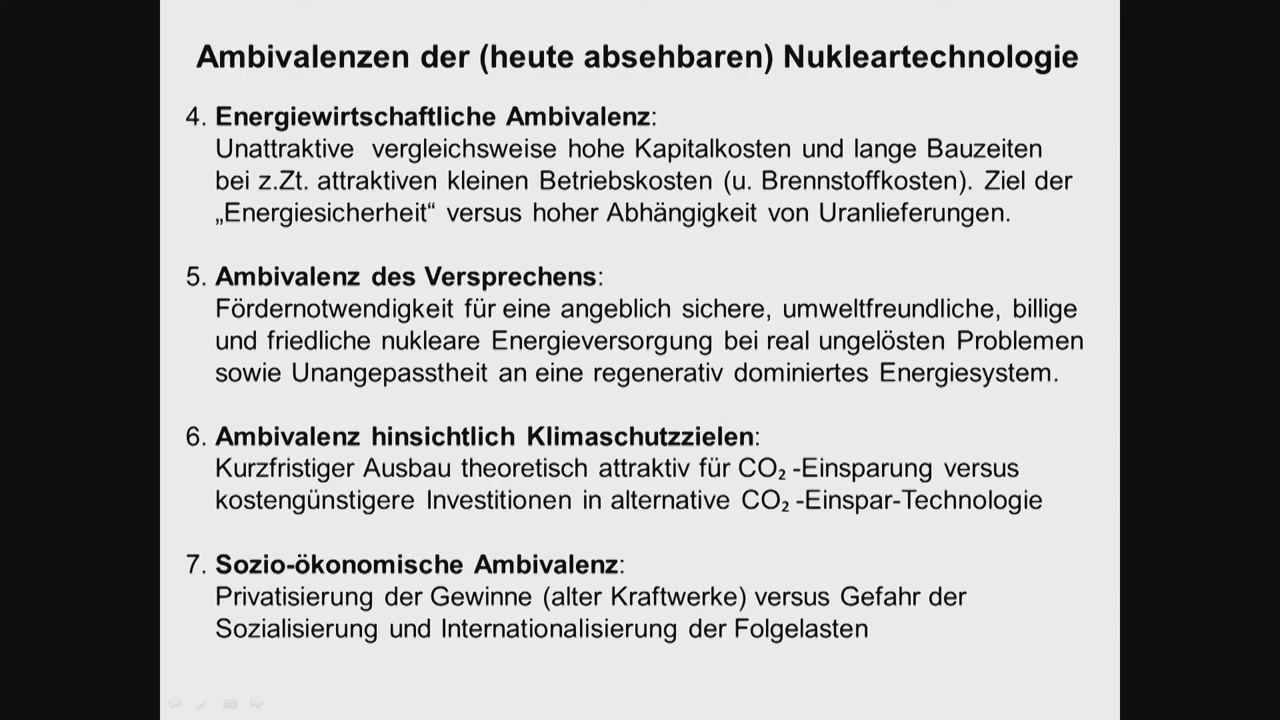 Ambivalenzen der (heute absehbaren) Nukleartechnologie
4. Energiewirtschaftliche Ambivalenz:
Unattraktive vergleichsweise hohe Kapitalkosten und lange Bauzeiten
bei z.Zt. attraktiven kleinen Betriebskosten (u. Brennstoffkosten). Ziel der
„Energiesicherheit“ versus hoher Abhängigkeit von Uranlieferungen.
5. Ambivalenz des Versprechens:
Fördernotwendigkeit für eine angeblich sichere, umweltfreundliche, billige
und friedliche nukleare Energieversorgung bei real ungelösten Problemen
sowie Unangepasstheit an eine regenerativ dominiertes Energiesystem.
6. Ambivalenz hinsichtlich Klimaschutzzielen:
Kurzfristiger Ausbau theoretisch attraktiv für CO₂ -Einsparung versus
kostengünstigere Investitionen in alternative CO₂ -Einspar-Technologie
7. Sozio-ökonomische Ambivalenz:
Privatisierung der Gewinne (alter Kraftwerke) versus Gefahr der
Sozialisierung und Internationalisierung der Folgelasten